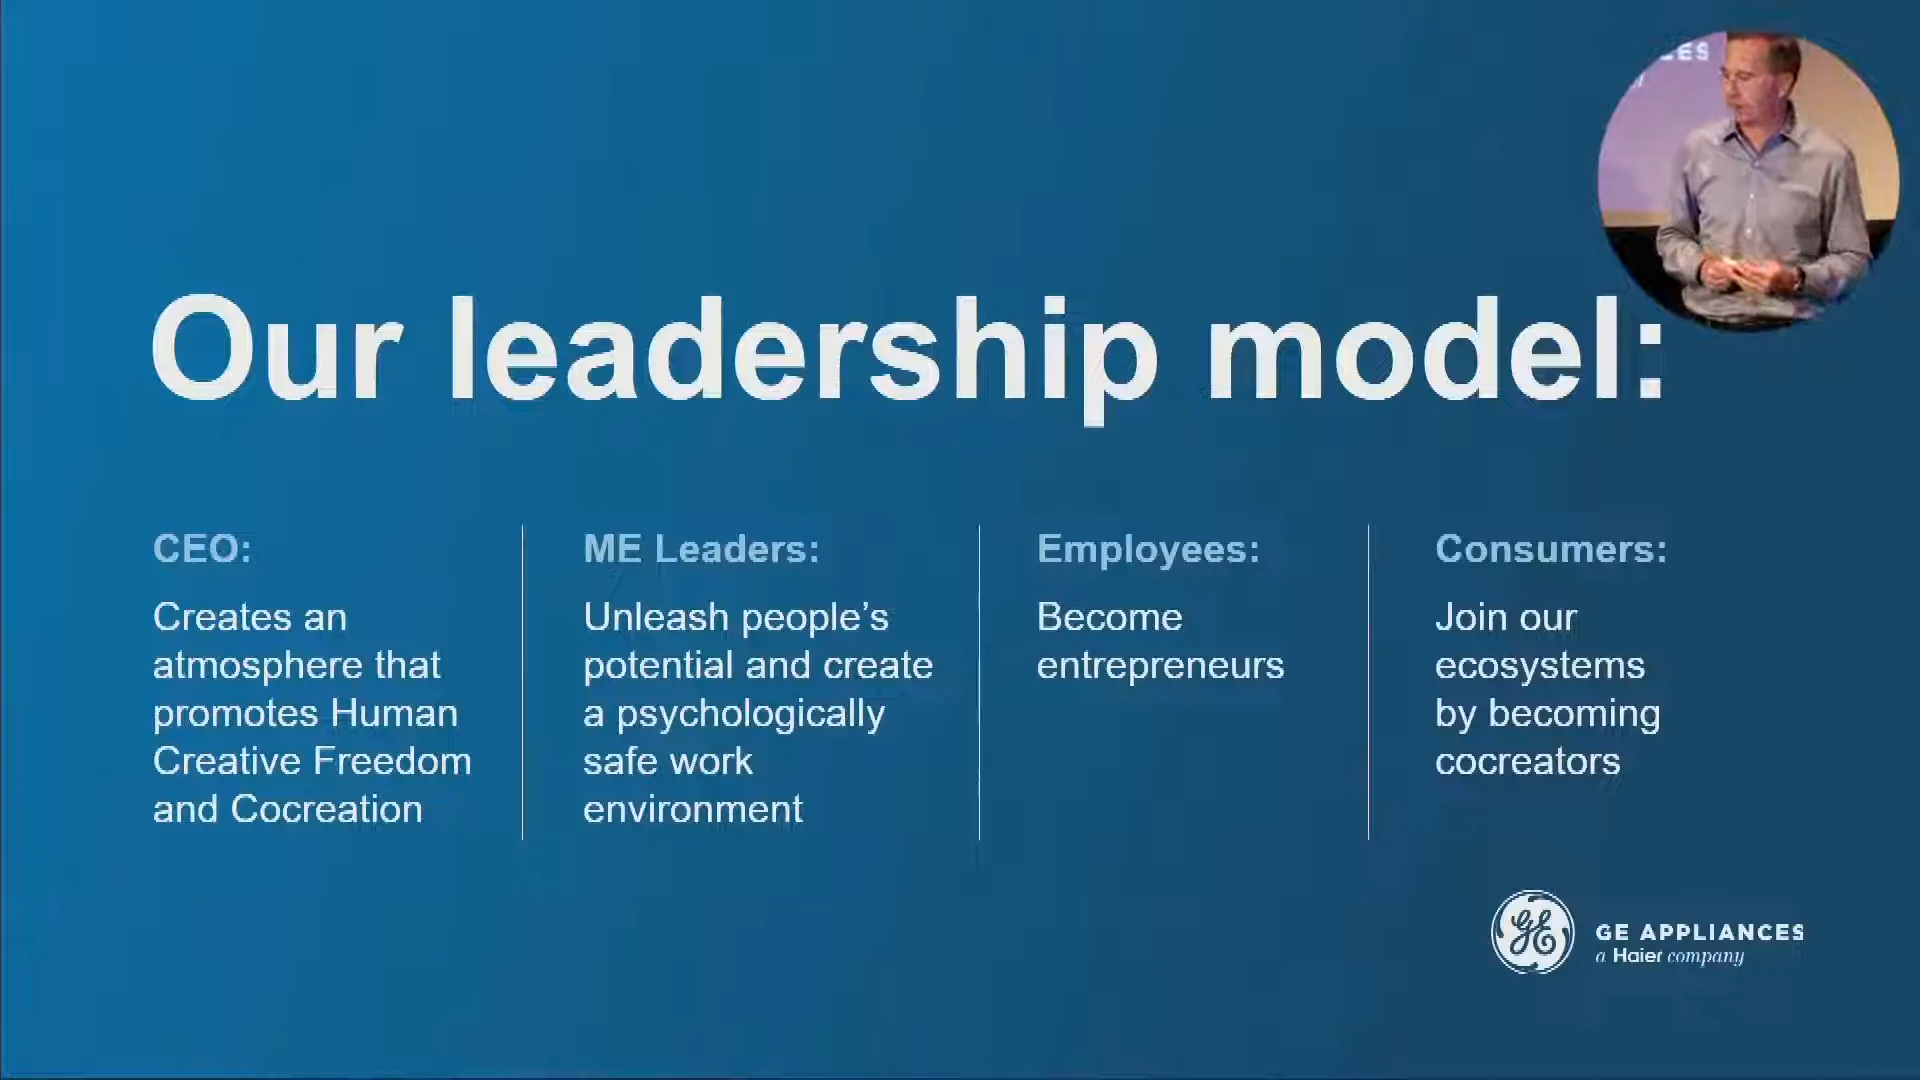 CES
Our leadership model:
CEO:
Creates an
atmosphere that
promotes Human
Creative Freedom
and Cocreation
ME Leaders:
Unleash people’s
potential and create
a psychologically
safe work
environment
Employees:
Become
entrepreneurs
Consumers:
Join our
ecosystems
by becoming
cocreators
GE
GE APPLIANCES
a Haier company